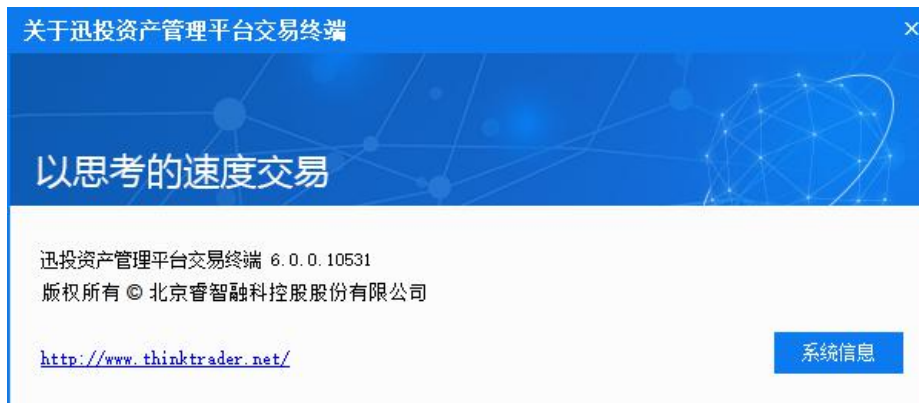 关于迅投资产管理平台交易终端
以思考的速度交易
迅投资产管理平台交易终端 6.0.0.10531
版权所有 © 北京睿智融科控股股份有限公司
http://www.thinktrader.net/
系统信息